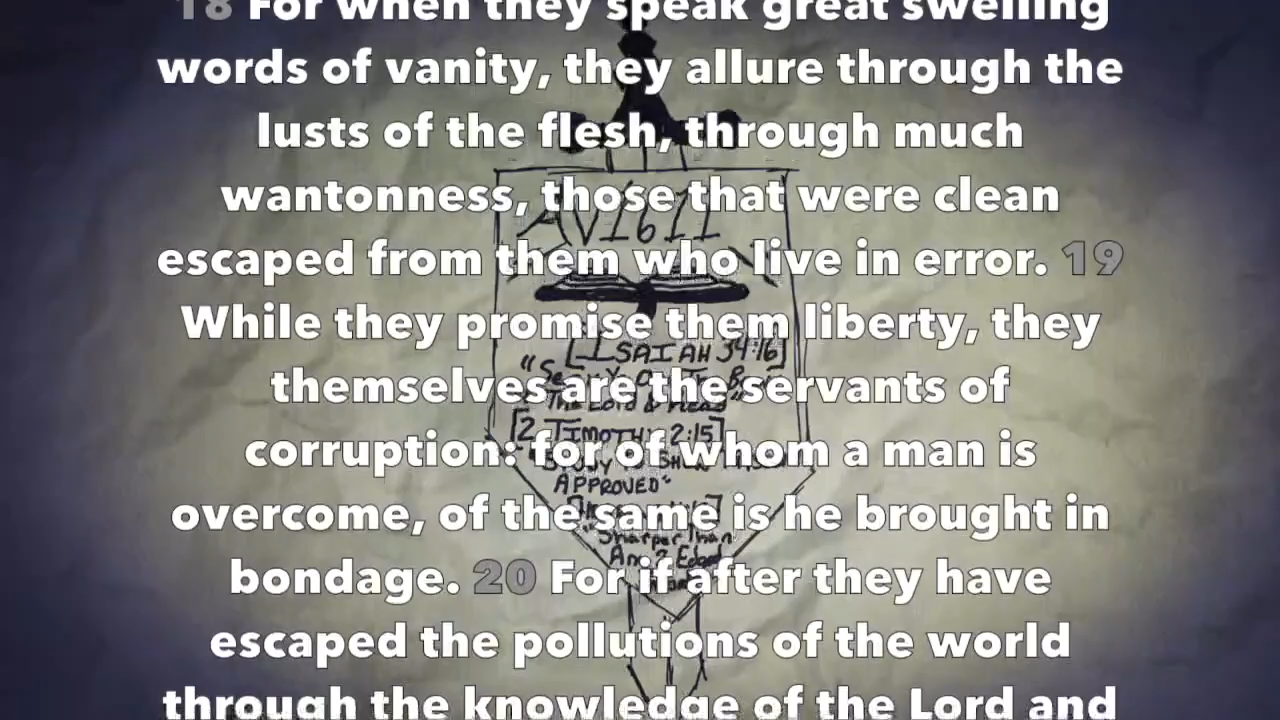 18 For when they speak great swelling
words of vanity, they allure through the
lusts of the flesh, through much
wantonness, those that were clean
escaped from them who live in error. 19
While they promise them liberty, they
themselves are the servants of
corruption: for of whom a man is
overcome, of the same is he brought in
bondage. 20 For if after they have
escaped the pollutions of the world
through the knowledge of the Lord and
AV1611
[ISAIAH 34:16]
"The Lord & Read"
[2 TIMOTHY 2:15]
APPROVED"
"Sharper Than
Any 2 Edged